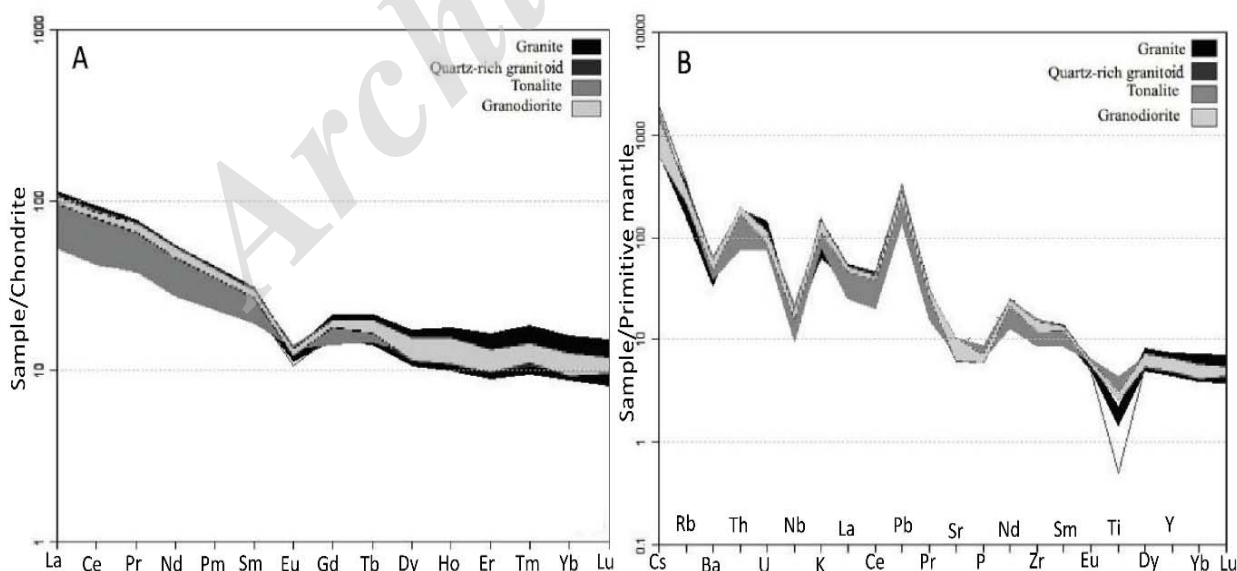 A
Granite
Quartz-rich granitoid
Tonalite
Granodiorite
1000
100
10
1
Sample/Chondrite
La Ce Pr Nd Pm Sm Eu Gd Tb Dy Ho Er Tm Yb Lu
B
Granite
Quartz-rich granitoid
Tonalite
Granodiorite
10000
1000
100
10
1
0.1
Sample/Primitive mantle
Rb Th Nb La Pb Sr Nd Sm Ti Y
Cs Ba U K Ce Pr P Zr Eu Dy Yb Lu
Arch